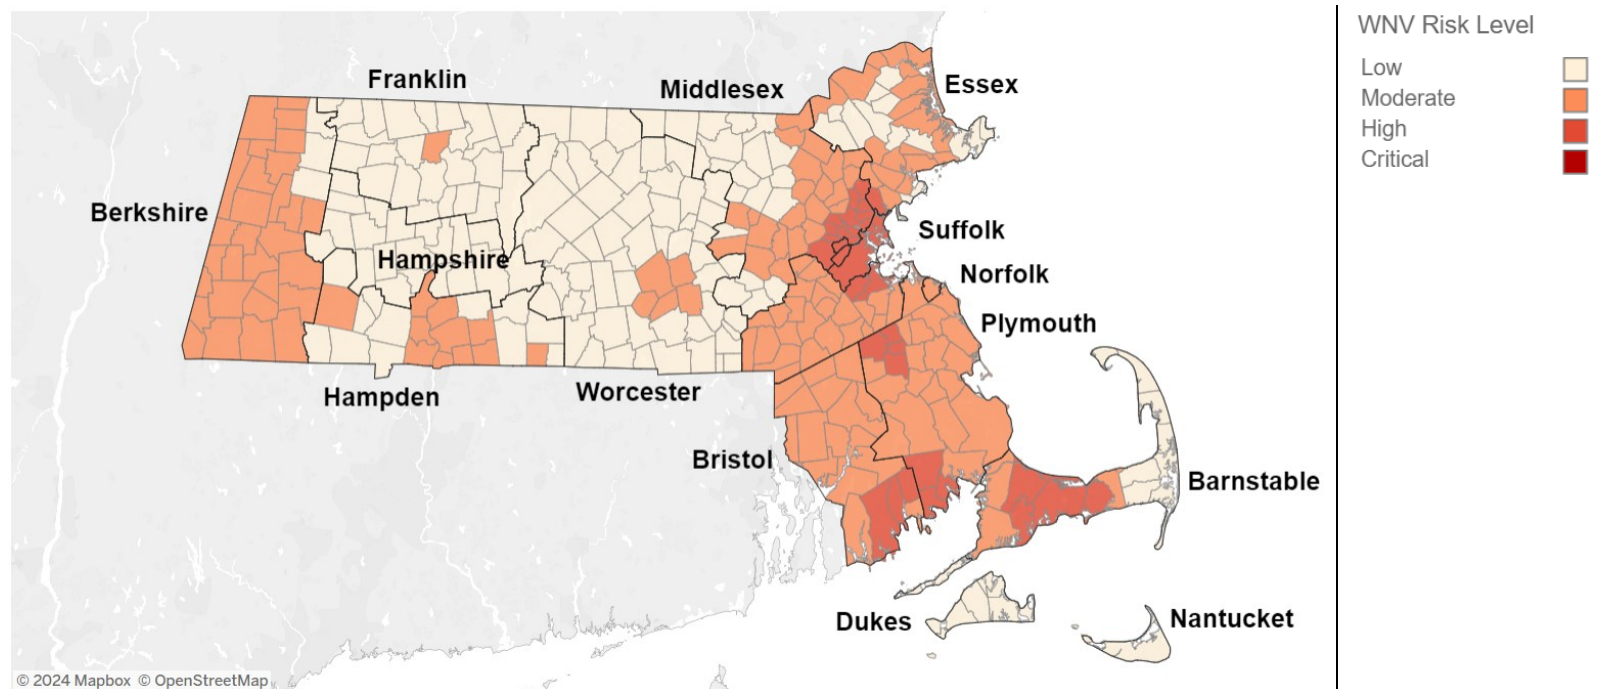 Franklin
Middlesex
Essex
Berkshire
Suffolk
Hampshire
Norfolk
Plymouth
Hampden
Worcester
Bristol
Barnstable
Dukes
Nantucket
© 2024 Mapbox © OpenStreetMap
WNV Risk Level
Low
Moderate
High
Critical